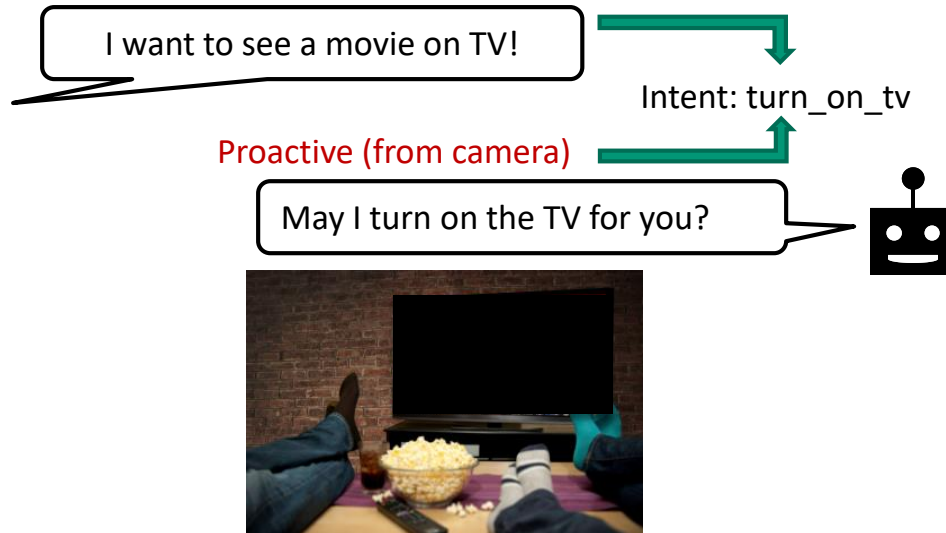 I want to see a movie on TV!
Intent: turn_on_tv
Proactive (from camera)
May I turn on the TV for you?